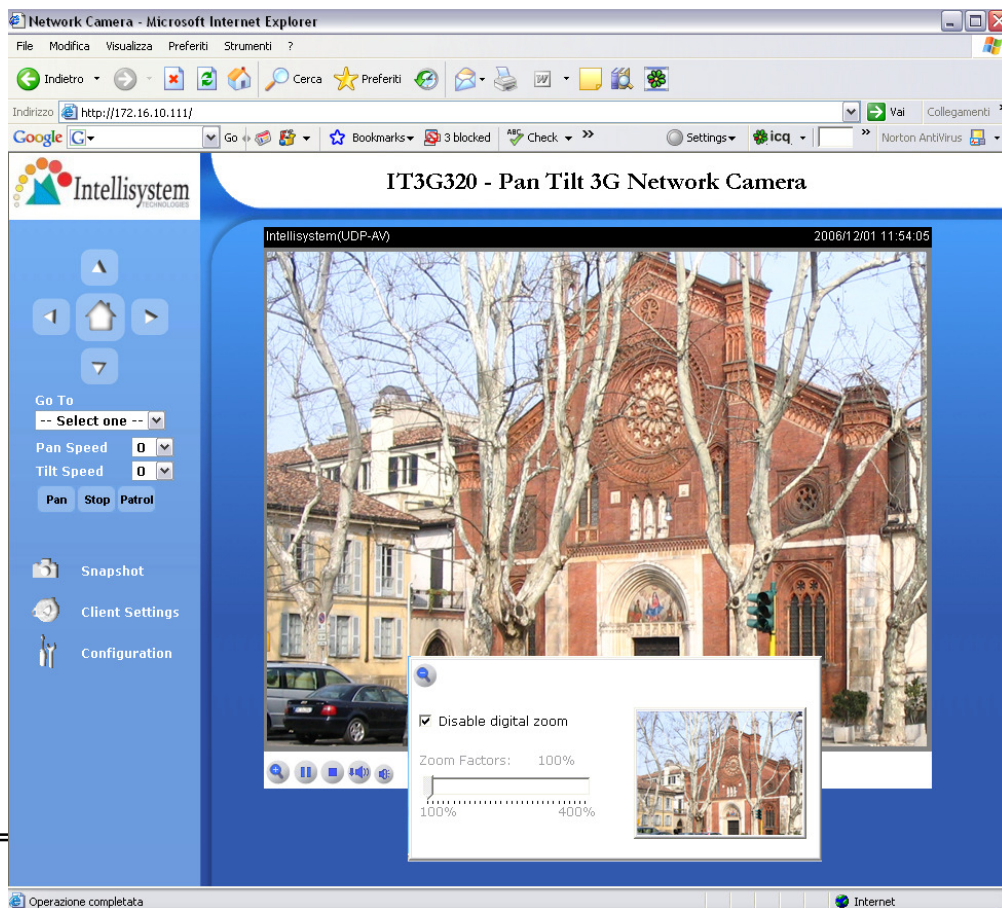 Network Camera - Microsoft Internet Explorer
File Modifica Visualizza Preferiti Strumenti ?
Indietro Cerca Preferiti
Indirizzo http://172.16.10.111/ Vai Collegamenti
Google G Go Bookmarks 3 blocked ABC Check Settings icq Norton AntiVirus
Intellisystem
TECHNOLOGIES
IT3G320 - Pan Tilt 3G Network Camera
Intellisystem(UDP-AV) 2006/12/01 11:54:05
Go To
-- Select one --
Pan Speed 0
Tilt Speed 0
Pan Stop Patrol
Snapshot
Client Settings
Configuration
Disable digital zoom
Zoom Factors: 100%
100% 400%
Operazione completata Internet